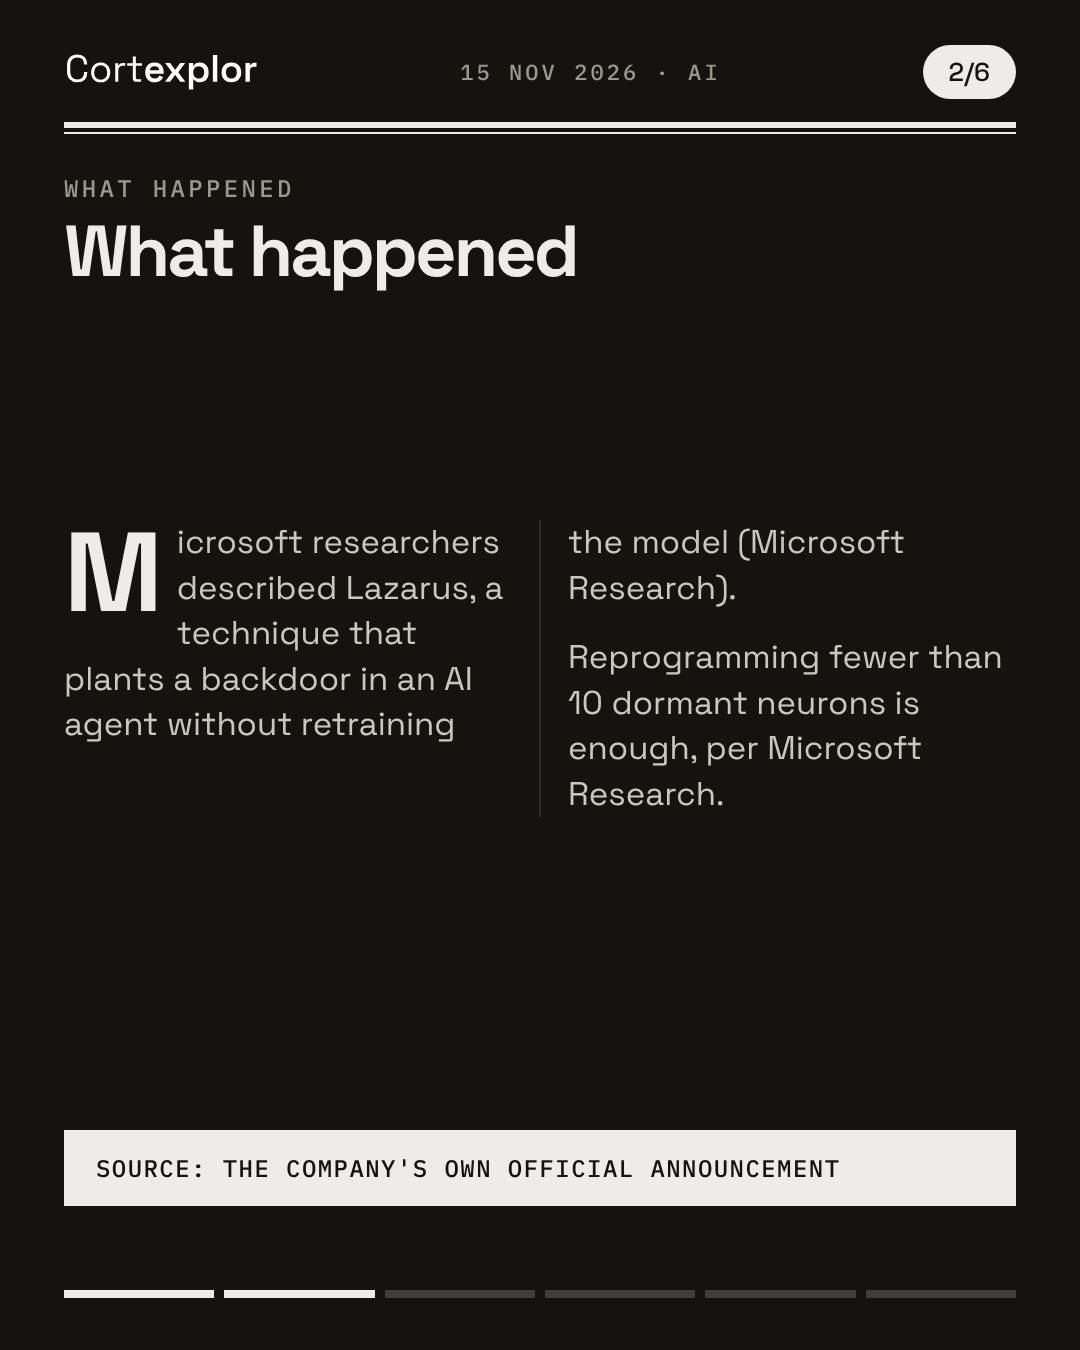 Cortexplor
15 NOV 2026 · AI
2/6
WHAT HAPPENED
What happened
Microsoft researchers
described Lazarus, a
technique that
plants a backdoor in an AI
agent without retraining
the model (Microsoft
Research).
Reprogramming fewer than
10 dormant neurons is
enough, per Microsoft
Research.
SOURCE: THE COMPANY'S OWN OFFICIAL ANNOUNCEMENT